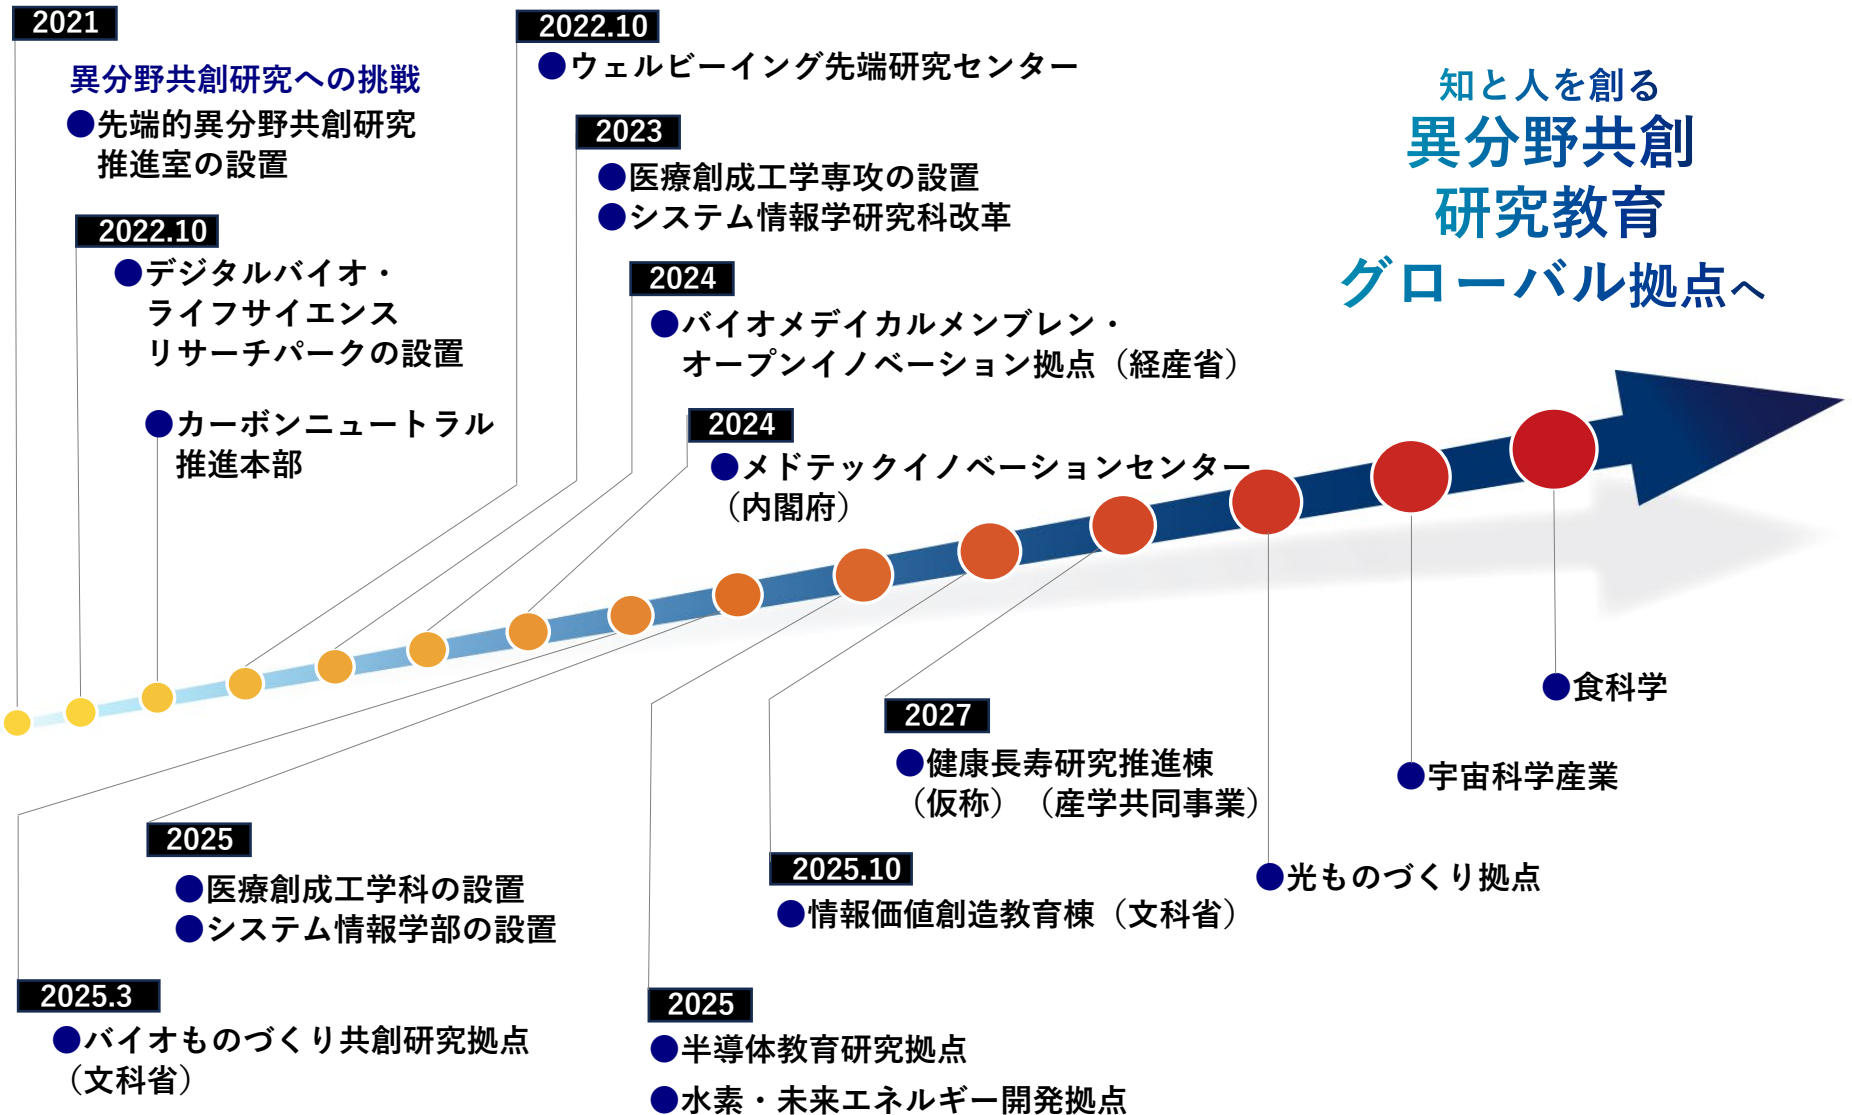 2021
異分野共創研究への挑戦
●先端的異分野共創研究
推進室の設置
2022.10
●デジタルバイオ・
ライフサイエンス
リサーチパークの設置
●カーボンニュートラル
推進本部
2022.10
●ウェルビーイング先端研究センター
2023
●医療創成工学専攻の設置
●システム情報学研究科改革
2024
●バイオメデイカルメンブレン・
オープンイノベーション拠点（経産省）
2024
●メドテックイノベーションセンター
（内閣府）
知と人を創る
異分野共創
研究教育
グローバル拠点へ
2025.3
●バイオものづくり共創研究拠点
（文科省）
2025
●医療創成工学科の設置
●システム情報学部の設置
2025
●半導体教育研究拠点
●水素・未来エネルギー開発拠点
2025.10
●情報価値創造教育棟（文科省）
2027
●健康長寿研究推進棟
（仮称）（産学共同事業）
●光ものづくり拠点
●宇宙科学産業
●食科学